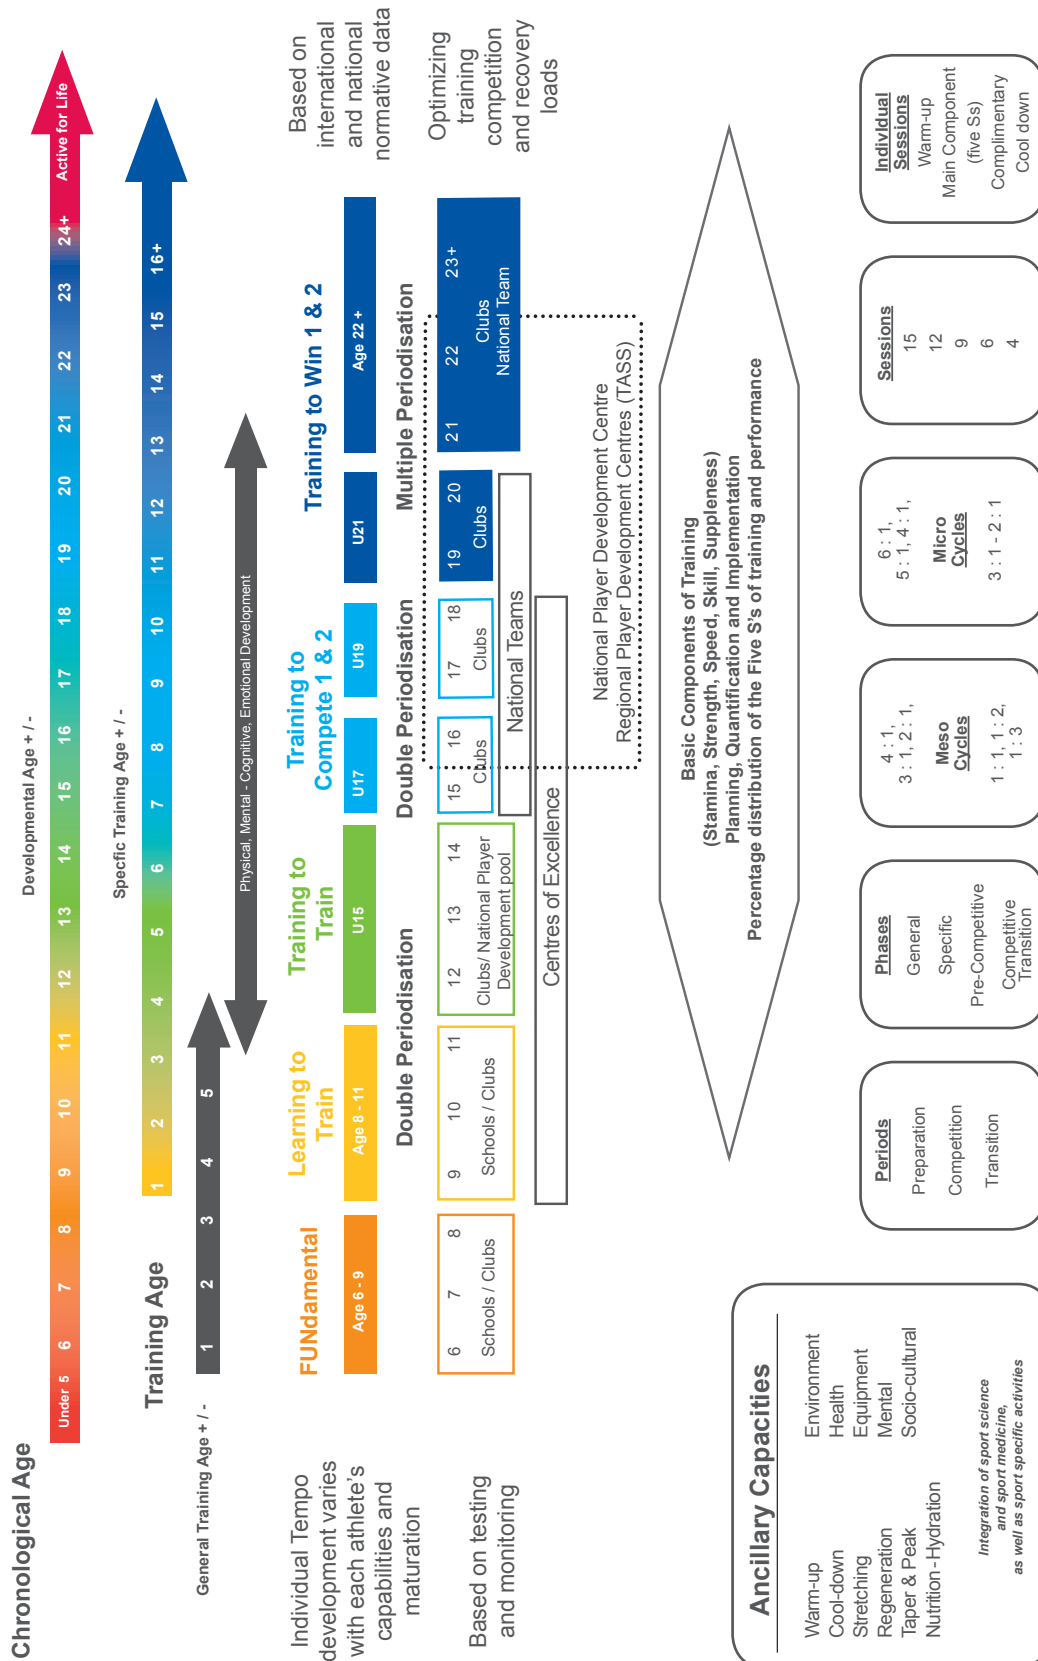 Chronological Age
Developmental Age + / -
Under 5 6 7 8 9 10 11 12 13 14 15 16 17 18 19 20 21 22 23 24+ Active for Life
Training Age
Specfic Training Age + / -
1 2 3 4 5 6 7 8 9 10 11 12 13 14 15 16+
General Training Age + / -
1 2 3 4 5
Physical, Mental - Cognitive, Emotional Development
Individual Tempo
development varies
with each athlete's
capabilities and
maturation
FUNdamental
Learning to
Train
Training to
Train
Training to
Compete 1 & 2
Training to Win 1 & 2
Based on
international
and national
normative data
Age 6 - 9
Age 8 - 11
U15
U17
U19
U21
Age 22 +
Double Periodisation
Double Periodisation
Multiple Periodisation
Based on testing
and monitoring
6 7 8
Schools / Clubs
9 10 11
Schools / Clubs
12 13 14
Clubs/ National Player
Development pool
15 16
Clubs
17 18
Clubs
19 20
Clubs
21 22 23+
Clubs
National Team
Optimizing
training
competition
and recovery
loads
National Teams
Centres of Excellence
National Player Development Centre
Regional Player Development Centres (TASS)
Basic Components of Training
(Stamina, Strength, Speed, Skill, Suppleness)
Planning, Quantification and Implementation
Percentage distribution of the Five S's of training and performance
Ancillary Capacities
Warm-up
Cool-down
Stretching
Regeneration
Taper & Peak
Nutrition - Hydration
Environment
Health
Equipment
Mental
Socio-cultural
Integration of sport science
and sport medicine,
as well as sport specific activities
Periods
Preparation
Competition
Transition
Phases
General
Specific
Pre-Competitive
Competitive
Transition
4 : 1,
3 : 1, 2 : 1,
Meso
Cycles
1 : 1, 1 : 2,
1 : 3
6 : 1,
5 : 1, 4 : 1,
Micro
Cycles
3 : 1 - 2 : 1
Sessions
15
12
9
6
4
Individual
Sessions
Warm-up
Main Component
(five Ss)
Complimentary
Cool down